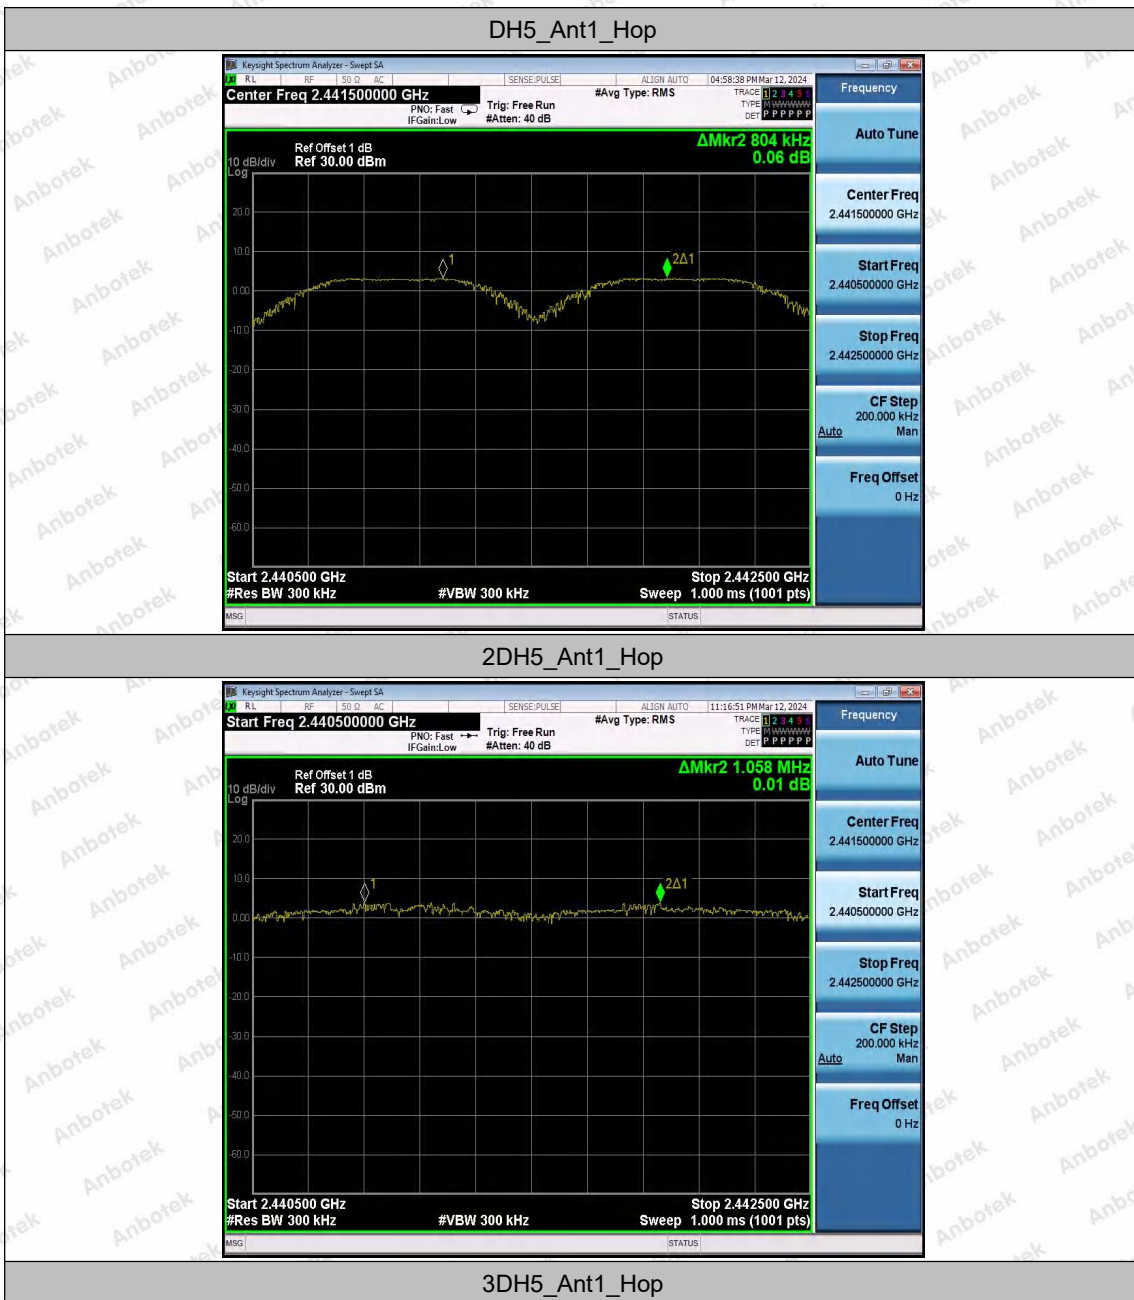 DH5_Ant1_Hop
Keysight Spectrum Analyzer - Swept SA
LXI RL RF 50 Ω AC SENSE:PULSE ALIGN AUTO 04:58:38 PM Mar 12, 2024
Center Freq 2.441500000 GHz
PNO: Fast
IFGain:Low
Trig: Free Run
#Atten: 40 dB
#Avg Type: RMS
TRACE 1 2 3 4 5 6
TYPE M WWWWW
DET P P P P P P
ΔMkr2 804 kHz
0.06 dB
Ref Offset 1 dB
10 dB/div Ref 30.00 dBm
Log
20.0
10.0
0.00
-10.0
-20.0
-30.0
-40.0
-50.0
-60.0
1
2Δ1
Start 2.440500 GHz Stop 2.442500 GHz
#Res BW 300 kHz #VBW 300 kHz Sweep 1.000 ms (1001 pts)
MSG STATUS
Frequency
Auto Tune
Center Freq
2.441500000 GHz
Start Freq
2.440500000 GHz
Stop Freq
2.442500000 GHz
CF Step
200.000 kHz
Auto Man
Freq Offset
0 Hz
2DH5_Ant1_Hop
Keysight Spectrum Analyzer - Swept SA
LXI RL RF 50 Ω AC SENSE:PULSE ALIGN AUTO 11:16:51 PM Mar 12, 2024
Start Freq 2.440500000 GHz
PNO: Fast
IFGain:Low
Trig: Free Run
#Atten: 40 dB
#Avg Type: RMS
TRACE 1 2 3 4 5 6
TYPE M WWWWW
DET P P P P P P
ΔMkr2 1.058 MHz
0.01 dB
Ref Offset 1 dB
10 dB/div Ref 30.00 dBm
Log
20.0
10.0
0.00
-10.0
-20.0
-30.0
-40.0
-50.0
-60.0
1
2Δ1
Start 2.440500 GHz Stop 2.442500 GHz
#Res BW 300 kHz #VBW 300 kHz Sweep 1.000 ms (1001 pts)
MSG STATUS
Frequency
Auto Tune
Center Freq
2.441500000 GHz
Start Freq
2.440500000 GHz
Stop Freq
2.442500000 GHz
CF Step
200.000 kHz
Auto Man
Freq Offset
0 Hz
3DH5_Ant1_Hop
Anbotek